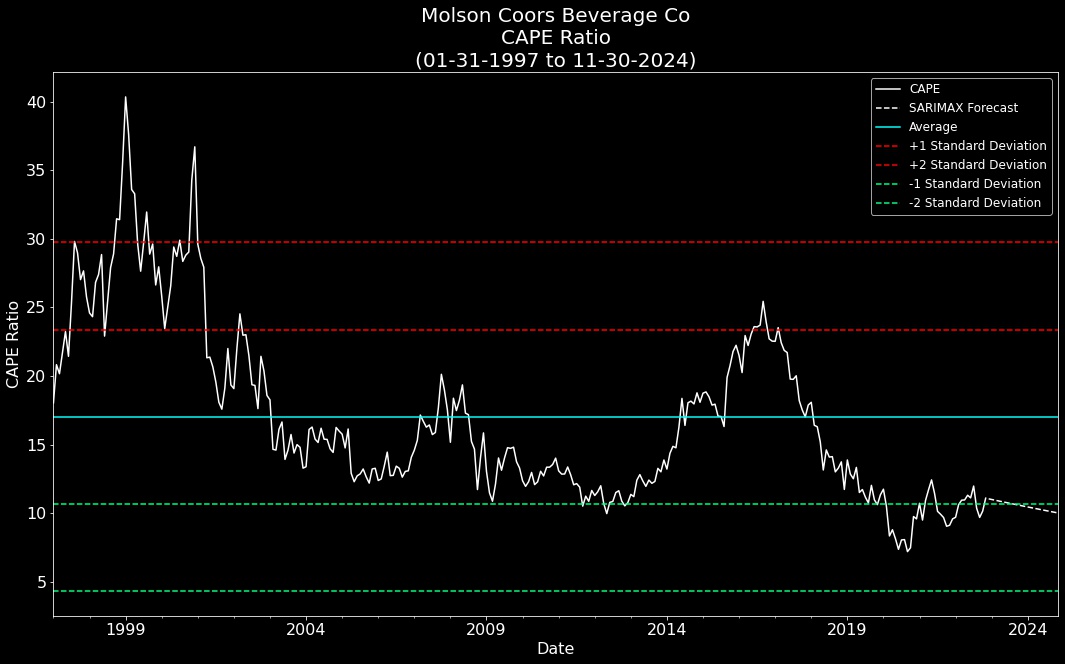 Molson Coors Beverage Co
CAPE Ratio
(01-31-1997 to 11-30-2024)
CAPE
SARIMAX Forecast
Average
+1 Standard Deviation
+2 Standard Deviation
-1 Standard Deviation
-2 Standard Deviation
CAPE Ratio
40
35
30
25
20
15
10
5
1999
2004
2009
2014
2019
2024
Date